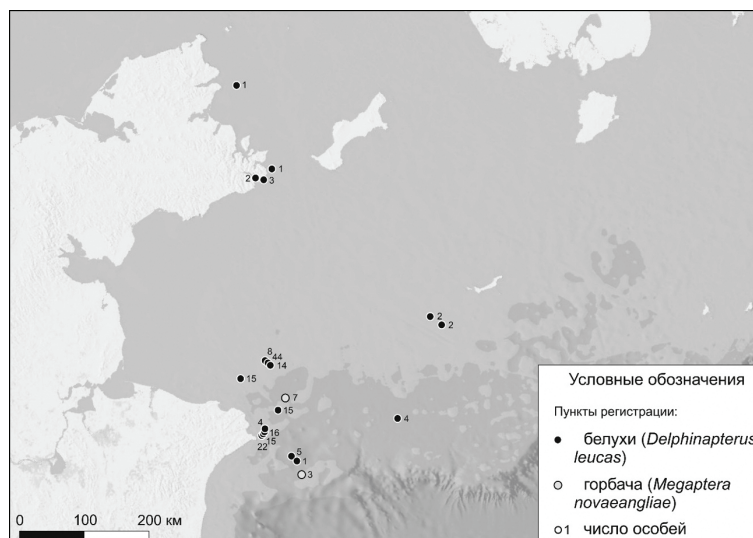 1
1
2 3
2
2
8
44
14
15
7
15
4
4
16
15
22
5
1
3
Условные обозначения
Пункты регистрации:
белухи (Delphinapterus
leucas)
горбача (Megaptera
novaeangliae)
1 число особей
0 100 200 км